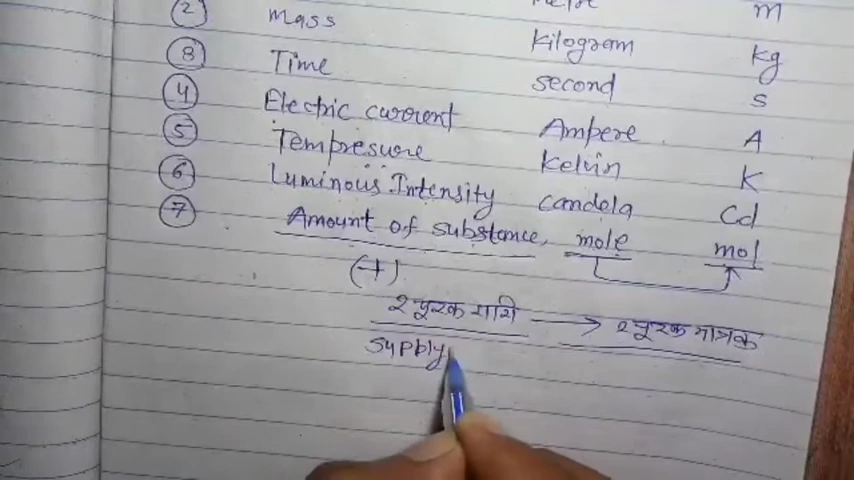 ② Mass kilogram kg
m
⑧ Time second s
④ Electric current Ampere A
⑤ Tempresure kelvin K
⑥ Luminous Intensity candela Cd
⑦ Amount of substance, mole mol
(+)
2 पूरक राशि → 2 पूरक मात्रक
supply